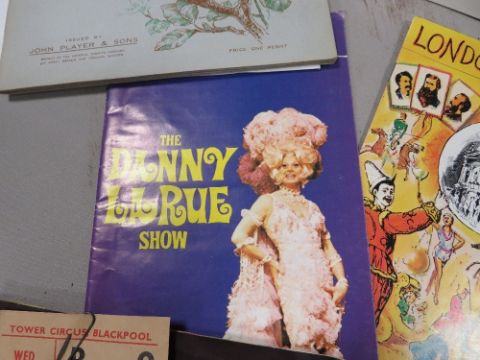 ISSUED BY
JOHN PLAYER & SONS
PRICE ONE PENNY
THE
DANNY
LA RUE
SHOW
LONDO
TOWER CIRCUS BLACKPOOL
WED